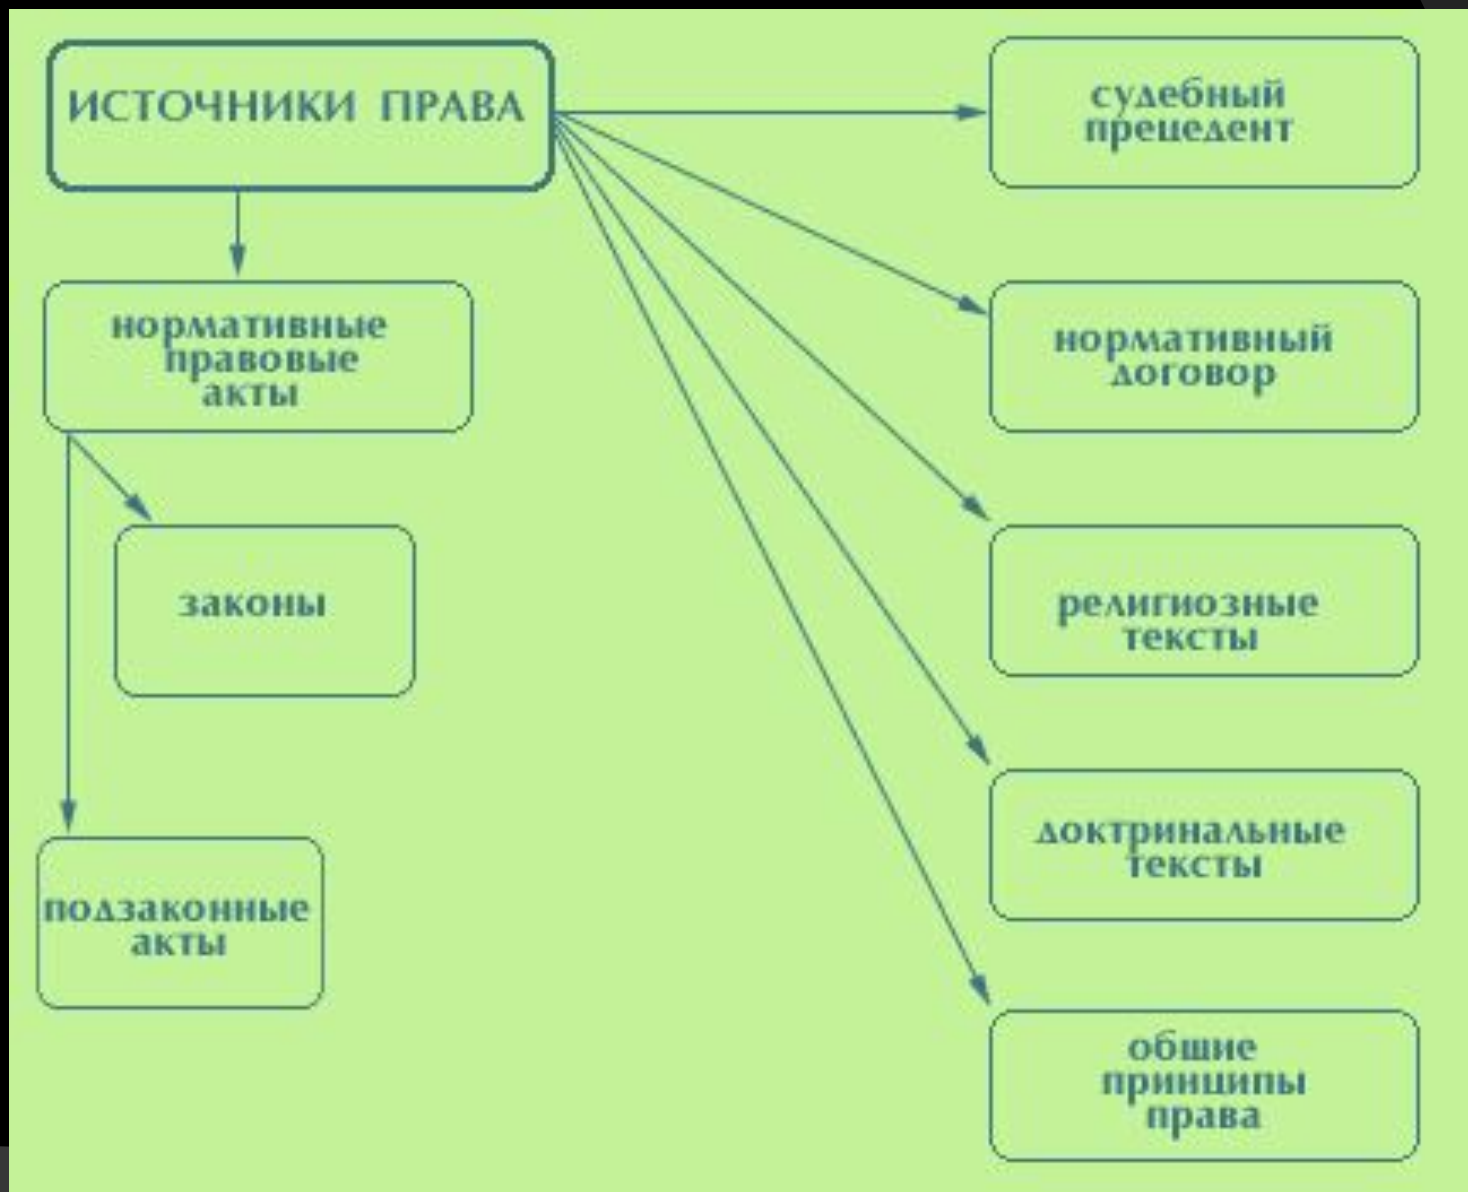 ИСТОЧНИКИ ПРАВА
судебный
прецедент
нормативные
правовые
акты
нормативный
договор
законы
религиозные
тексты
подзаконные
акты
доктринальные
тексты
общие
принципы
права